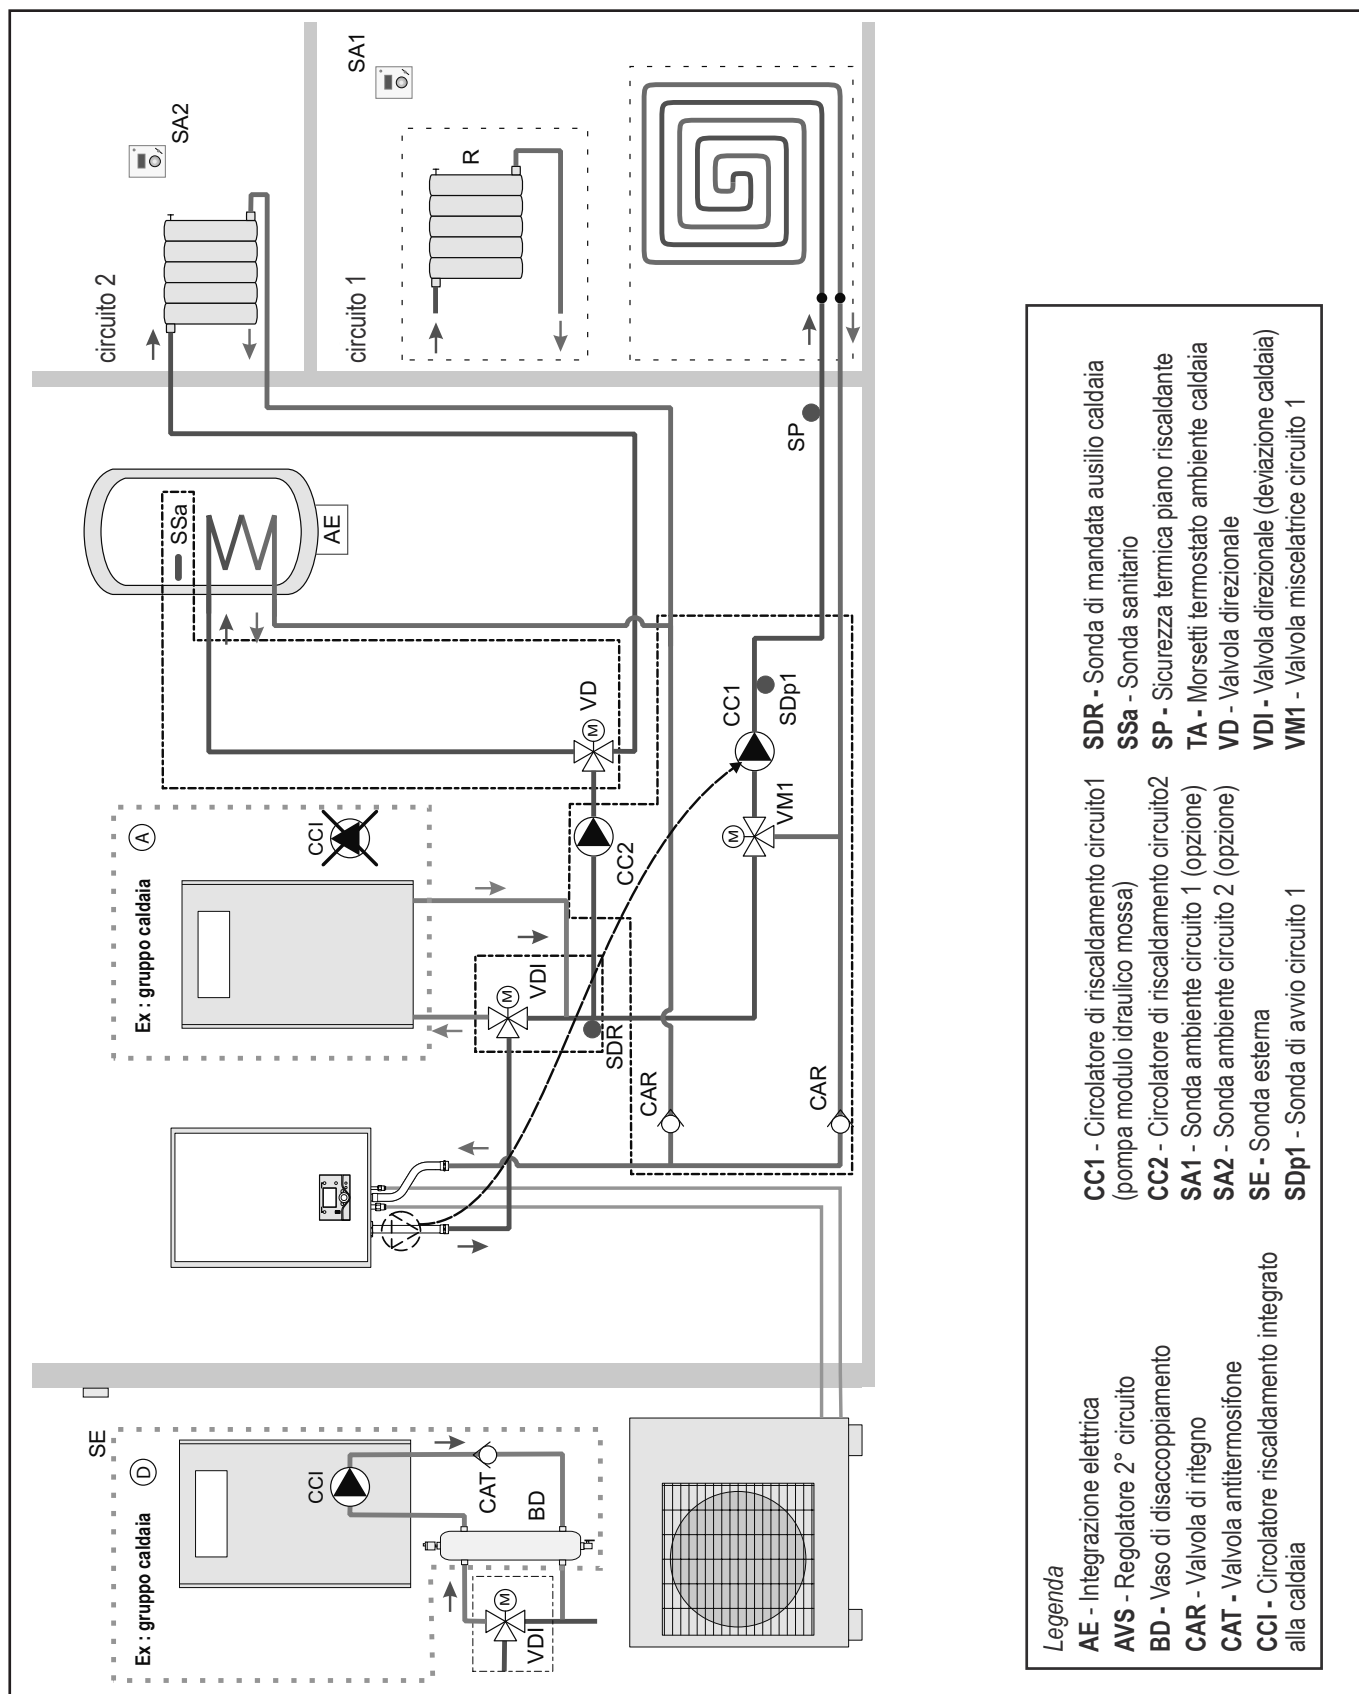 SE
Ex : gruppo caldaia
D
CCI
CAT
BD
VDI
M
Ex : gruppo caldaia
A
CCI
VDI
M
SDR
CAR
CAR
CC2
VD
M
CC1
SDp1
VM1
M
SSa
AE
SP
circuito 2
SA2
circuito 1
SA1
R
Legenda
AE - Integrazione elettrica
AVS - Regolatore 2° circuito
BD - Vaso di disaccoppiamento
CAR - Valvola di ritegno
CAT - Valvola antitermosifone
CCI - Circolatore riscaldamento integrato
alla caldaia
CC1 - Circolatore di riscaldamento circuito1
(pompa modulo idraulico mossa)
CC2 - Circolatore di riscaldamento circuito2
SA1 - Sonda ambiente circuito 1 (opzione)
SA2 - Sonda ambiente circuito 2 (opzione)
SE - Sonda esterna
SDp1 - Sonda di avvio circuito 1
SDR - Sonda di mandata ausilio caldaia
SSa - Sonda sanitario
SP - Sicurezza termica piano riscaldante
TA - Morsetti termostato ambiente caldaia
VD - Valvola direzionale
VDI - Valvola direzionale (deviazione caldaia)
VM1 - Valvola miscelatrice circuito 1